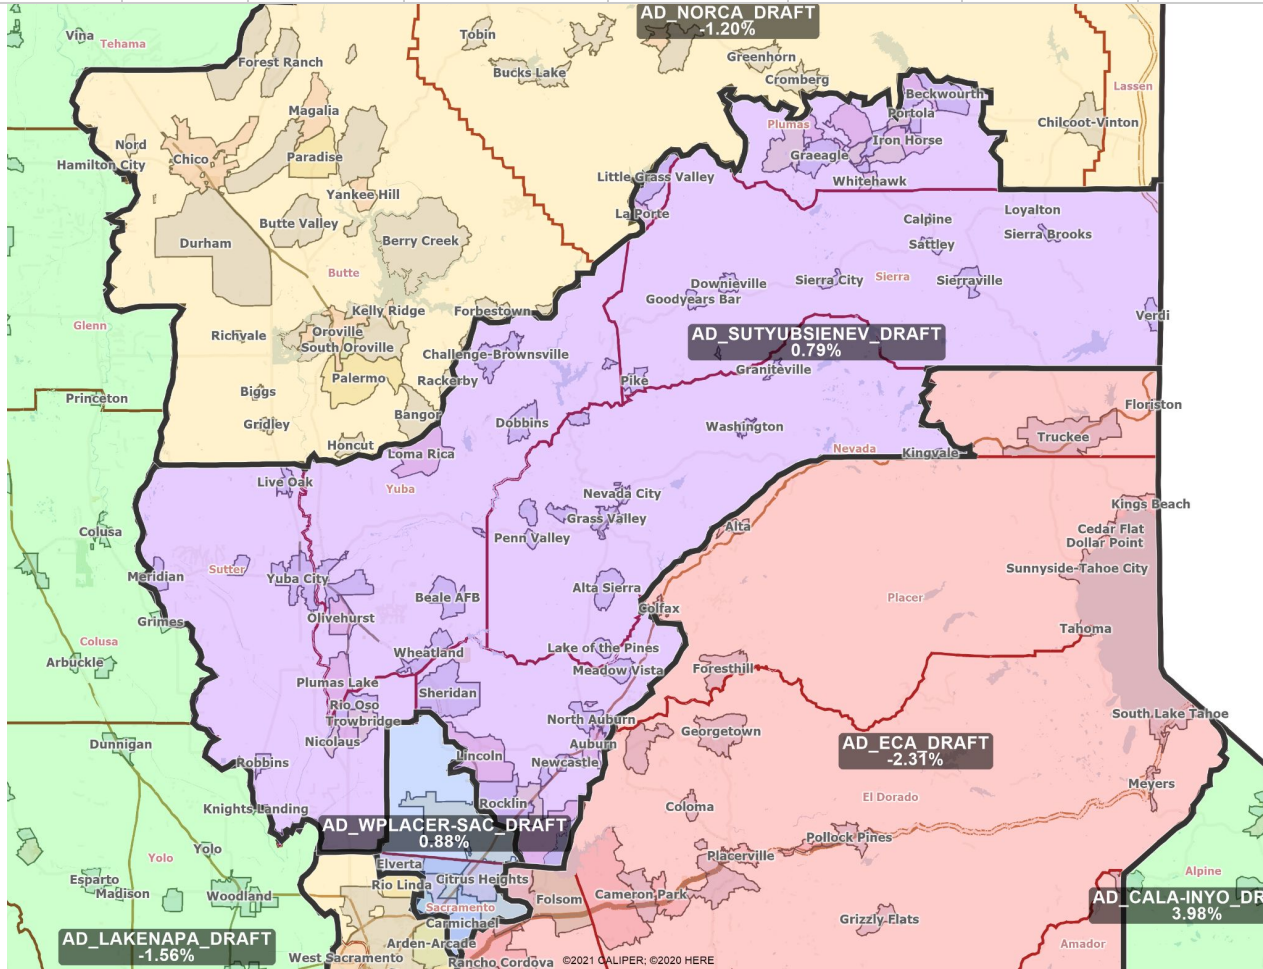 AD_NORCA_DRAFT
-1.20%
Vina
Tehama
Tobin
Forest Ranch
Bucks Lake
Greenhorn
Cromberg
Lassen
Beckwourth
Magalia
Portola
Plumas
Chilcoot-Vinton
Nord
Chico
Paradise
Iron Horse
Graeagle
Hamilton City
Little Grass Valley
Whitehawk
Yankee Hill
La Porte
Calpine
Loyalton
Butte Valley
Sierra Brooks
Durham
Berry Creek
Sattley
Butte
Downieville
Sierra City
Sierra
Sierraville
Goodyears Bar
Kelly Ridge
Forbestown
Verdi
Glenn
Richvale
Oroville
South Oroville
AD_SUTYUBSIENEV_DRAFT
0.79%
Challenge-Brownsville
Graniteville
Palermo
Rackerby
Pike
Biggs
Princeton
Floriston
Bangor
Gridley
Dobbins
Washington
Truckee
Honcut
Loma Rica
Nevada
Kingvale
Live Oak
Yuba
Nevada City
Kings Beach
Grass Valley
Alta
Cedar Flat
Colusa
Penn Valley
Dollar Point
Meridian
Sutter
Yuba City
Sunnyside-Tahoe City
Beale AFB
Alta Sierra
Placer
Colfax
Grimes
Olivehurst
Tahoma
Colusa
Wheatland
Lake of the Pines
Arbuckle
Meadow Vista
Foresthill
Plumas Lake
Sheridan
Rio Oso
Trowbridge
North Auburn
South Lake Tahoe
Nicolaus
Auburn
Georgetown
Dunnigan
AD_ECA_DRAFT
-2.31%
Lincoln
Newcastle
Robbins
Meyers
Rocklin
El Dorado
Knights Landing
Coloma
AD_WPLACER-SAC_DRAFT
0.88%
Pollock Pines
Yolo
Yolo
Elverta
Placerville
Esparto
Madison
Woodland
Rio Linda
Citrus Heights
Alpine
Folsom
Cameron Park
AD_CALA-INYO_DR
3.98%
Sacramento
Carmichael
Grizzly Flats
AD_LAKENAPA_DRAFT
-1.56%
Arden-Arcade
Amador
West Sacramento
Rancho Cordova
©2021 CALIPER; ©2020 HERE